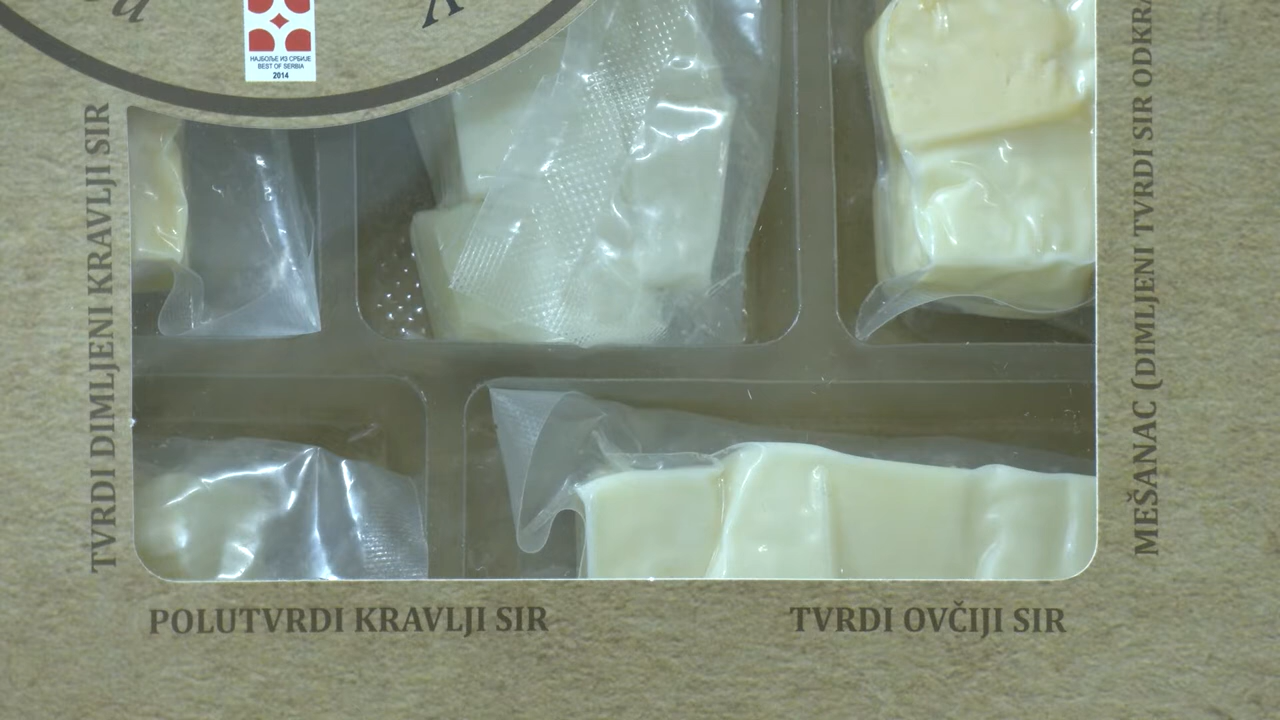 НАЈБОЉЕ ИЗ СРБИЈЕ
BEST OF SERBIA
2014
TVRDI DIMLJENI KRAVLJI SIR
MEŠANAC (DIMLJENI TVRDI SIR OD
POLUTVRDI KRAVLJI SIR
TVRDI OVČIJI SIR